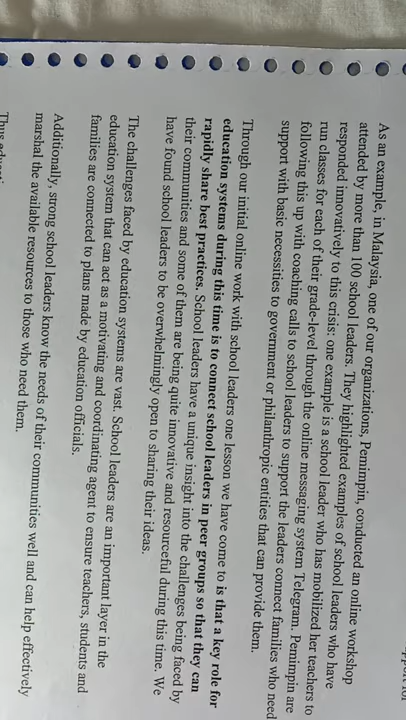 As an example, in Malaysia, one of our organizations, Pemimpin, conducted an online workshop
attended by more than 100 school leaders. They highlighted examples of school leaders who have
responded innovatively to this crisis: one example is a school leader who has mobilized her teachers to
run classes for each of their grade-level through the online messaging system Telegram. Pemimpin are
following this up with coaching calls to school leaders to support the leaders connect families who need
support with basic necessities to government or philanthropic entities that can provide them.
Through our initial online work with school leaders one lesson we have come to is that a key role for
education systems during this time is to connect school leaders in peer groups so that they can
rapidly share best practices. School leaders have a unique insight into the challenges being faced by
their communities and some of them are being quite innovative and resourceful during this time. We
have found school leaders to be overwhelmingly open to sharing their ideas.
The challenges faced by education systems are vast. School leaders are an important layer in the
education system that can act as a motivating and coordinating agent to ensure teachers, students and
families are connected to plans made by education officials.
Additionally, strong school leaders know the needs of their communities well and can help effectively
marshal the available resources to those who need them.
Thus